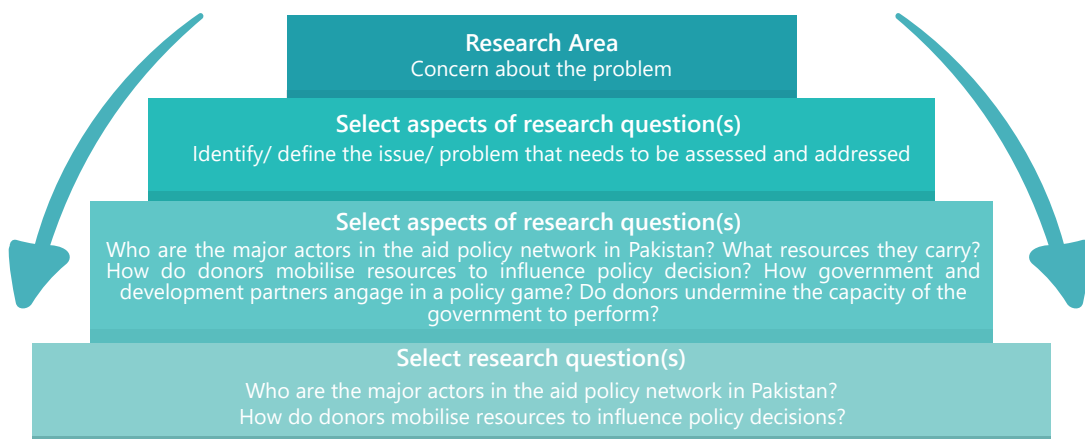 Research Area
Concern about the problem
Select aspects of research question(s)
Identify/ define the issue/ problem that needs to be assessed and addressed
Select aspects of research question(s)
Who are the major actors in the aid policy network in Pakistan? What resources they carry?
How do donors mobilise resources to influence policy decision? How government and
development partners angage in a policy game? Do donors undermine the capacity of the
government to perform?
Select research question(s)
Who are the major actors in the aid policy network in Pakistan?
How do donors mobilise resources to influence policy decisions?